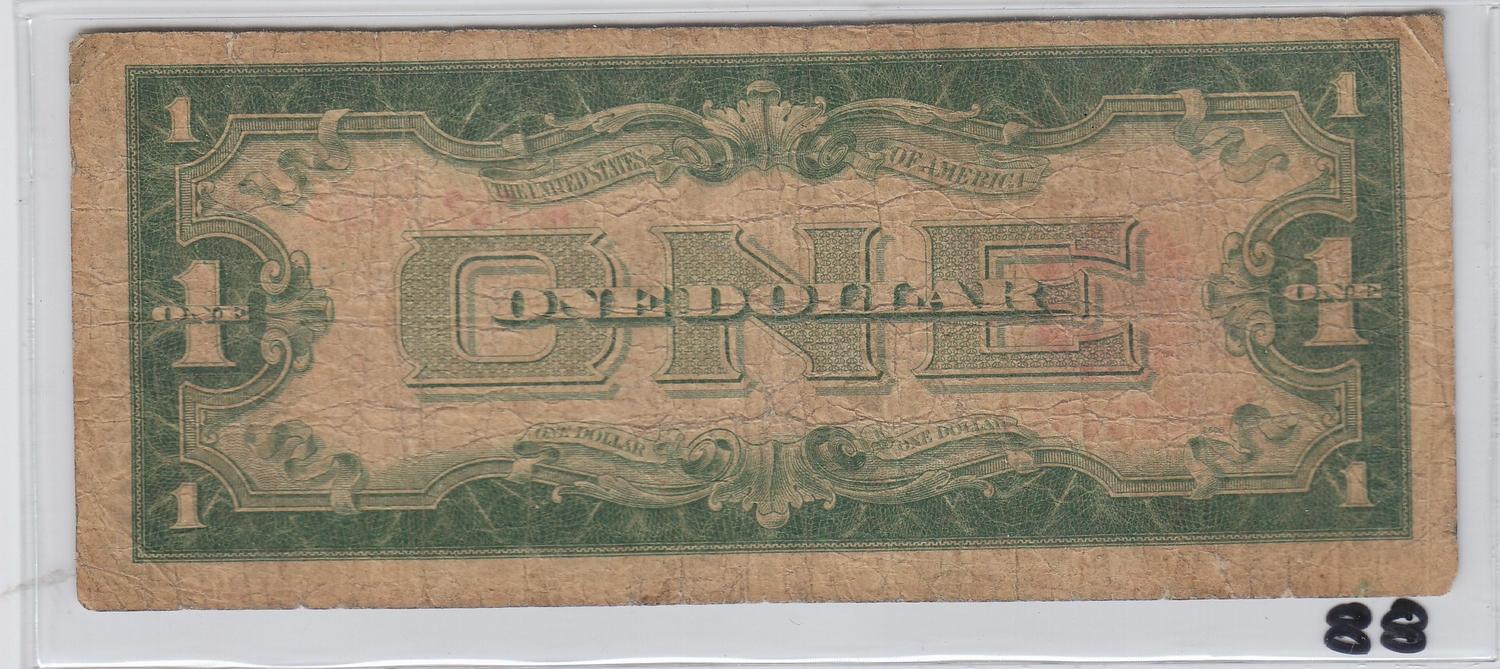 1 1
THE UNITED STATES OF AMERICA
ONE
1 ONE ONE DOLLAR 1 ONE
ONE DOLLAR ONE DOLLAR
1 1
88